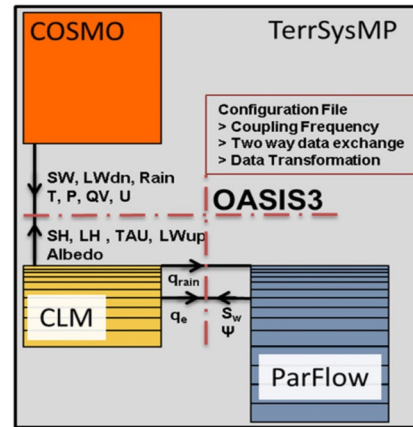 COSMO
TerrSysMP
Configuration File
> Coupling Frequency
> Two way data exchange
> Data Transformation
SW, LWdn, Rain
T, P, QV, U
OASIS3
SH, LH , TAU, LWup
Albedo
CLM
qrain
qe
Sw
Ψ
ParFlow